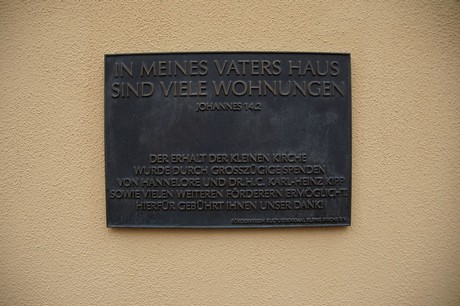 IN MEINES VATERS HAUS
SIND VIELE WOHNUNGEN
JOHANNES 14,2
DER ERHALT DER KLEINEN KIRCHE
WURDE DURCH GROSSZÜGIGE SPENDEN
VON HANNELORE UND DR.H.C. KARL-HEINZ KIPP
SOWIE VIELEN WEITEREN FÖRDERERN ERMÖGLICHT.
HIERFÜR GEBÜHRT IHNEN UNSER DANK!